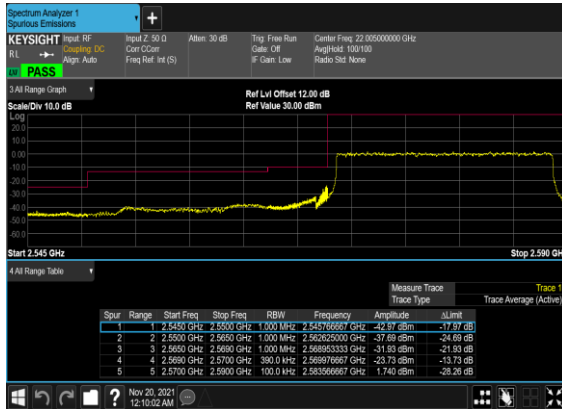 Spectrum Analyzer 1
Spurious Emissions
+
KEYSIGHT Input: RF Input Z: 50 Ω Atten: 30 dB Trig: Free Run Center Freq: 22.005000000 GHz
RL Coupling: DC Corr CCorr Gate: Off Avg|Hold: 100/100
Align: Auto Freq Ref: Int (S) IF Gain: Low Radio Std: None
PASS
3 All Range Graph
Ref Lvl Offset 12.00 dB
Scale/Div 10.0 dB Ref Value 30.00 dBm
Log
20.0
10.0
0.00
-10.0
-20.0
-30.0
-40.0
-50.0
-60.0
Start 2.545 GHz Stop 2.590 GH
4 All Range Table
Measure Trace Trace 1
Trace Type Trace Average (Active)
Spur Range Start Freq Stop Freq RBW Frequency Amplitude ΔLimit
1 1 2.5450 GHz 2.5500 GHz 1.000 MHz 2.545766667 GHz -42.97 dBm -17.97 dB
2 2 2.5500 GHz 2.5650 GHz 1.000 MHz 2.562625000 GHz -37.69 dBm -24.69 dB
3 3 2.5650 GHz 2.5690 GHz 1.000 MHz 2.568953333 GHz -31.93 dBm -21.93 dB
4 4 2.5690 GHz 2.5700 GHz 390.0 kHz 2.569976667 GHz -23.73 dBm -13.73 dB
5 5 2.5700 GHz 2.5900 GHz 100.0 kHz 2.583566667 GHz 1.740 dBm -28.26 dB
? Nov 20, 2021
12:10:02 AM